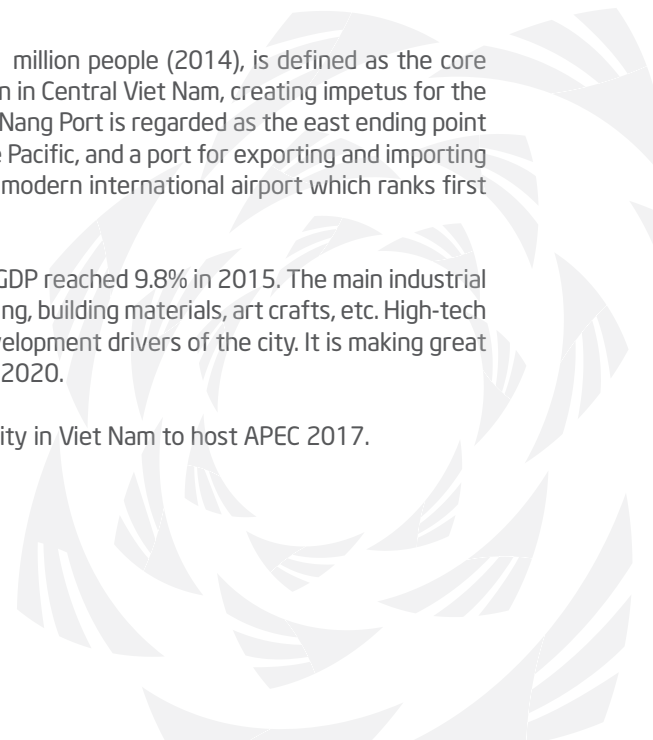 million people (2014), is defined as the core
n in Central Viet Nam, creating impetus for the
Nang Port is regarded as the east ending point
Pacific, and a port for exporting and importing
modern international airport which ranks first
GDP reached 9.8% in 2015. The main industrial
ng, building materials, art crafts, etc. High-tech
velopment drivers of the city. It is making great
2020.
ity in Viet Nam to host APEC 2017.